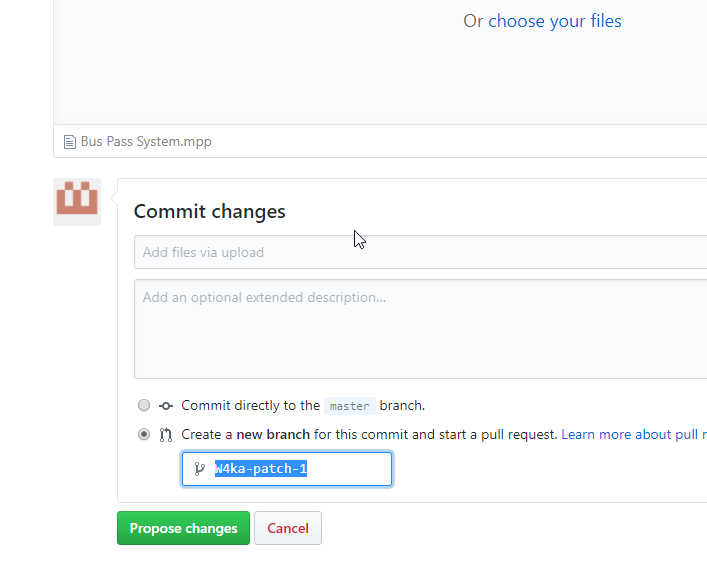 Or choose your files
Bus Pass System.mpp
Commit changes
Add files via upload
Add an optional extended description...
Commit directly to the master branch.
Create a new branch for this commit and start a pull request. Learn more about pull r
W4ka-patch-1
Propose changes Cancel